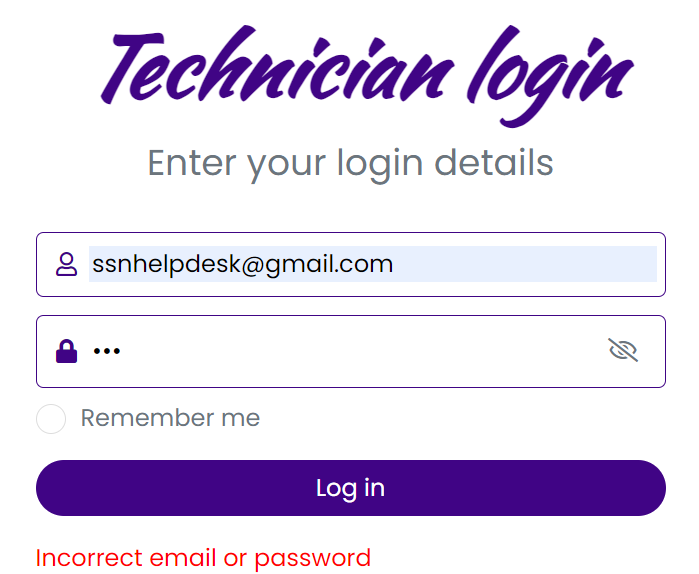 Technician login
Enter your login details
ssnhelpdesk@gmail.com
•••
Remember me
Log in
Incorrect email or password